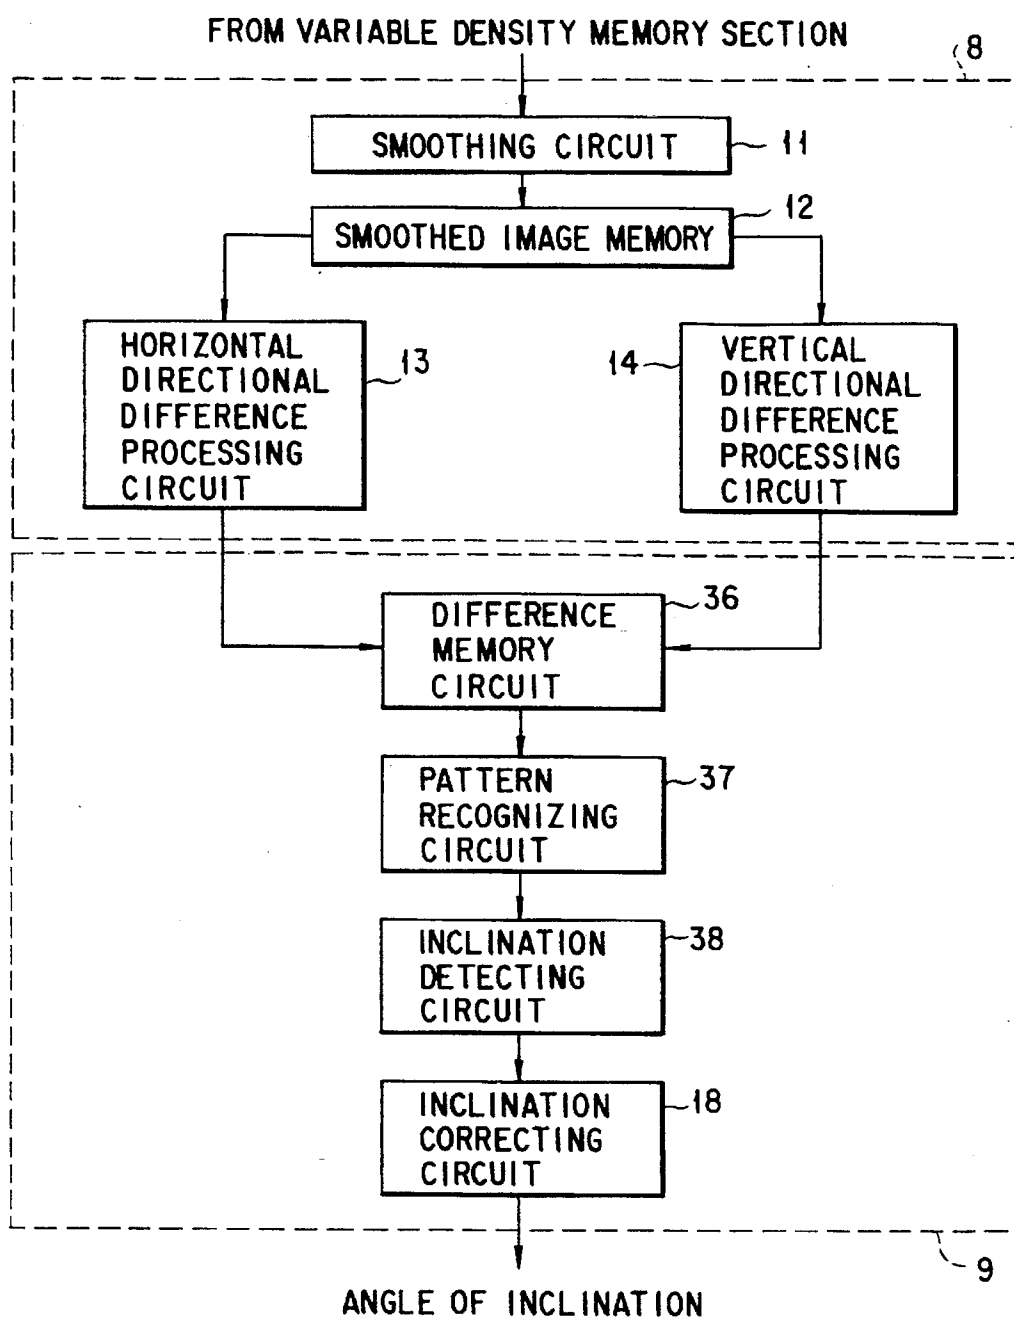 FROM VARIABLE DENSITY MEMORY SECTION
8
SMOOTHING CIRCUIT
11
SMOOTHED IMAGE MEMORY
12
HORIZONTAL
DIRECTIONAL
DIFFERENCE
PROCESSING
CIRCUIT
13
14
VERTICAL
DIRECTIONAL
DIFFERENCE
PROCESSING
CIRCUIT
DIFFERENCE
MEMORY
CIRCUIT
36
PATTERN
RECOGNIZING
CIRCUIT
37
INCLINATION
DETECTING
CIRCUIT
38
INCLINATION
CORRECTING
CIRCUIT
18
9
ANGLE OF INCLINATION